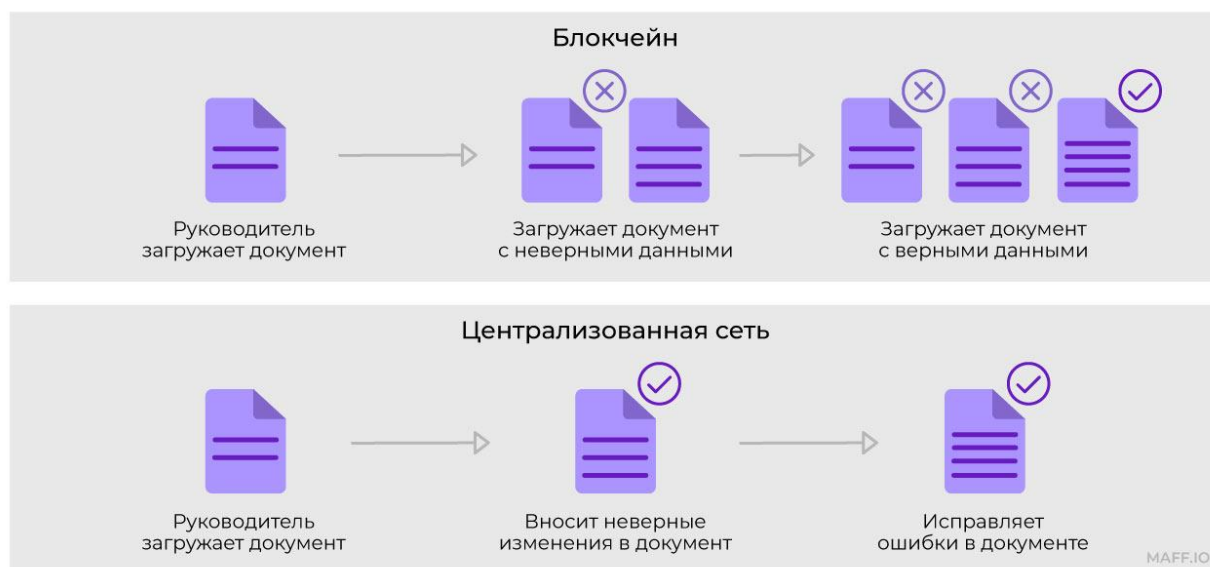 Блокчейн
Руководитель
загружает документ
Загружает документ
с неверными данными
Загружает документ
с верными данными
Централизованная сеть
Руководитель
загружает документ
Вносит неверные
изменения в документ
Исправляет
ошибки в документе
MAFF.IO